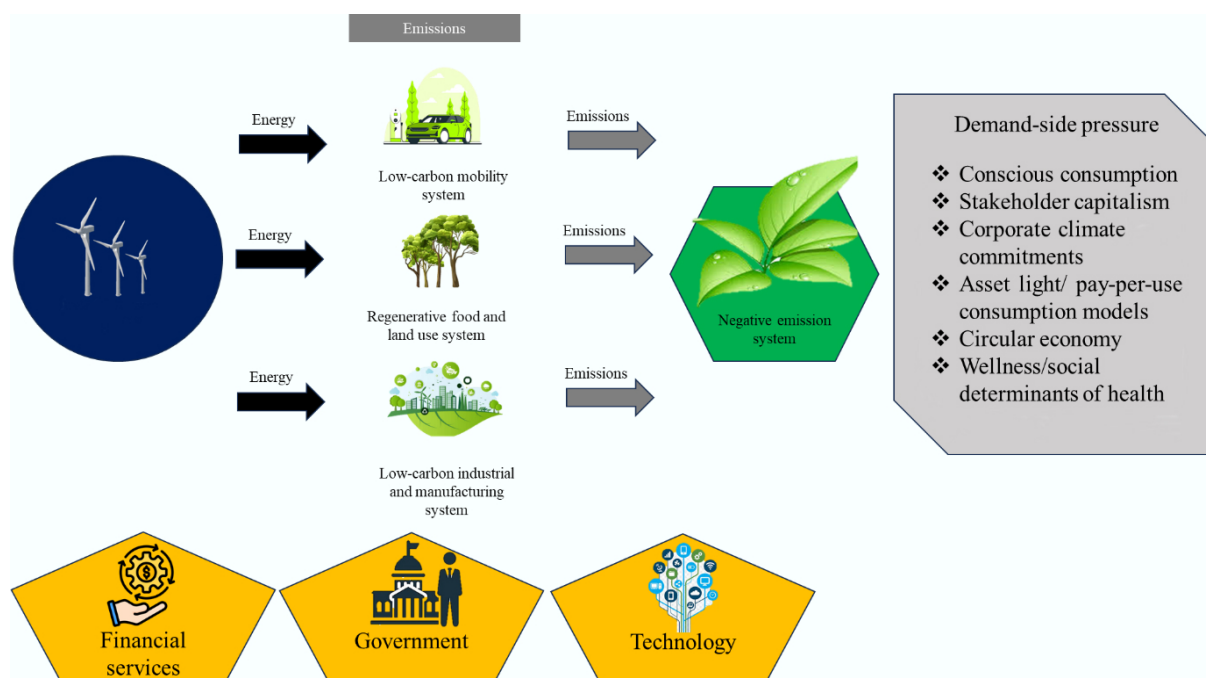 Emissions
Energy
Emissions
Low-carbon mobility
system
Energy
Emissions
Regenerative food and
land use system
Energy
Emissions
Low-carbon industrial
and manufacturing
system
Negative emission
system
Demand-side pressure
❖ Conscious consumption
❖ Stakeholder capitalism
❖ Corporate climate
commitments
❖ Asset light/ pay-per-use
consumption models
❖ Circular economy
❖ Wellness/social
determinants of health
Financial
services
Government
Technology